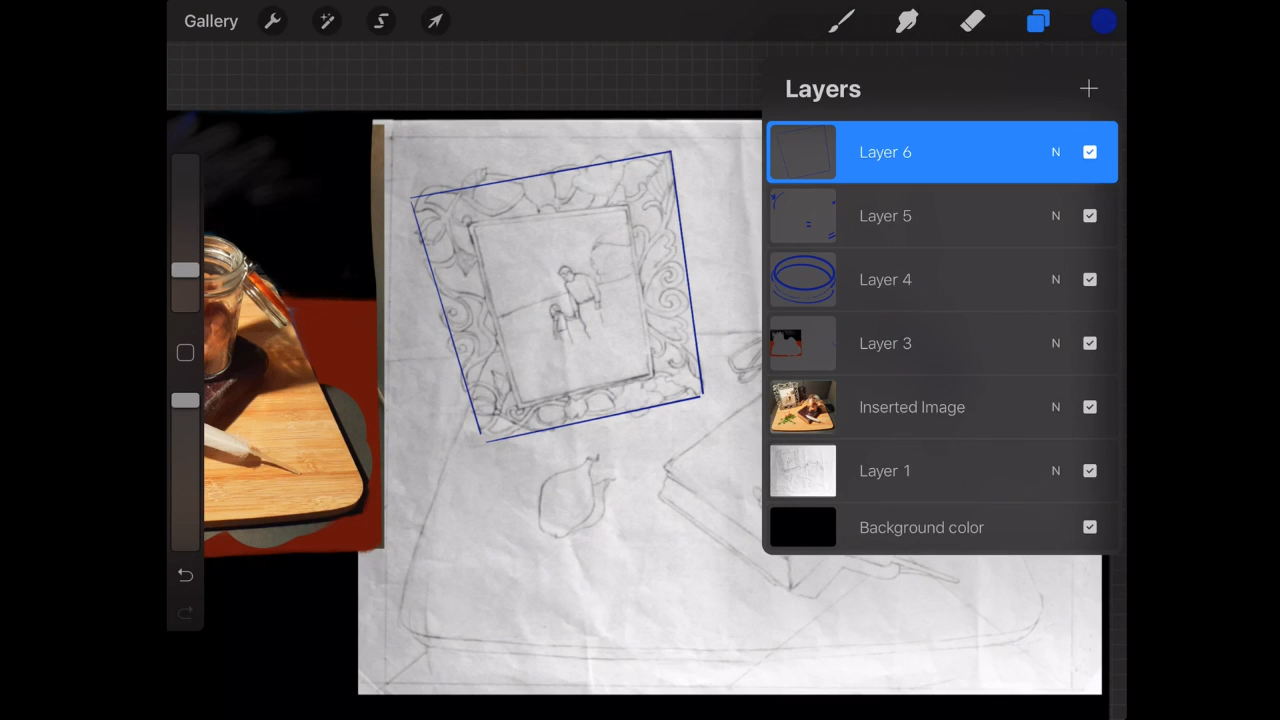 Gallery
Layers
Layer 6 N
Layer 5 N
Layer 4 N
Layer 3 N
Inserted Image N
Layer 1 N
Background color